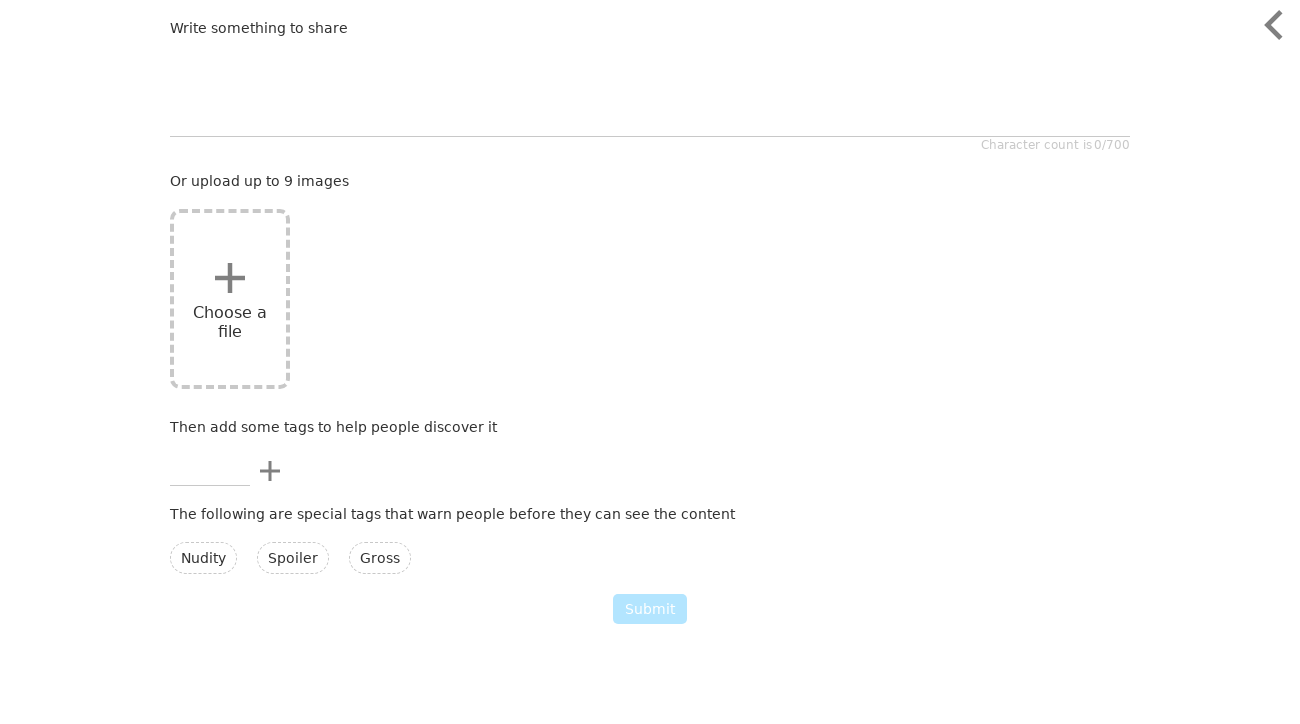 Write something to share
Character count is 0/700
Or upload up to 9 images
Choose a
file
Then add some tags to help people discover it
The following are special tags that warn people before they can see the content
Nudity Spoiler Gross
Submit